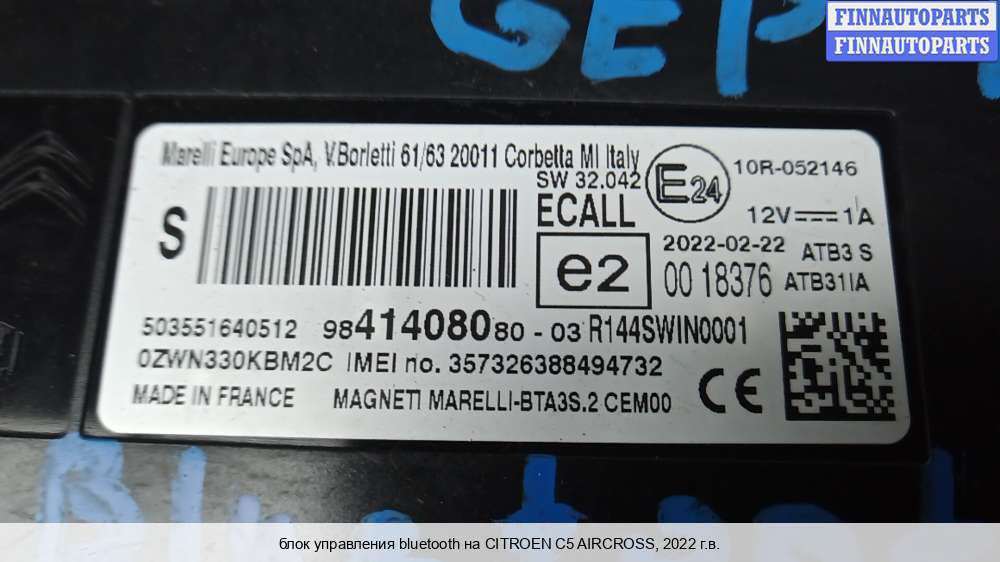 FINNAUTOPARTS
FINNAUTOPARTS
Marelli Europe SpA, V.Borletti 61/63 20011 Corbetta MI Italy
SW 32.042
E24
10R-052146
S
ECALL
12V 1A
e2
2022-02-22
ATB3 S
00 18376
ATB31IA
503551640512 9841408080-03 R144SWIN0001
0ZWN330KBM2C IMEI no. 357326388494732
MADE IN FRANCE MAGNETI MARELLI-BTA3S.2 CEM00
CE
блок управления bluetooth на CITROEN C5 AIRCROSS, 2022 г.в.